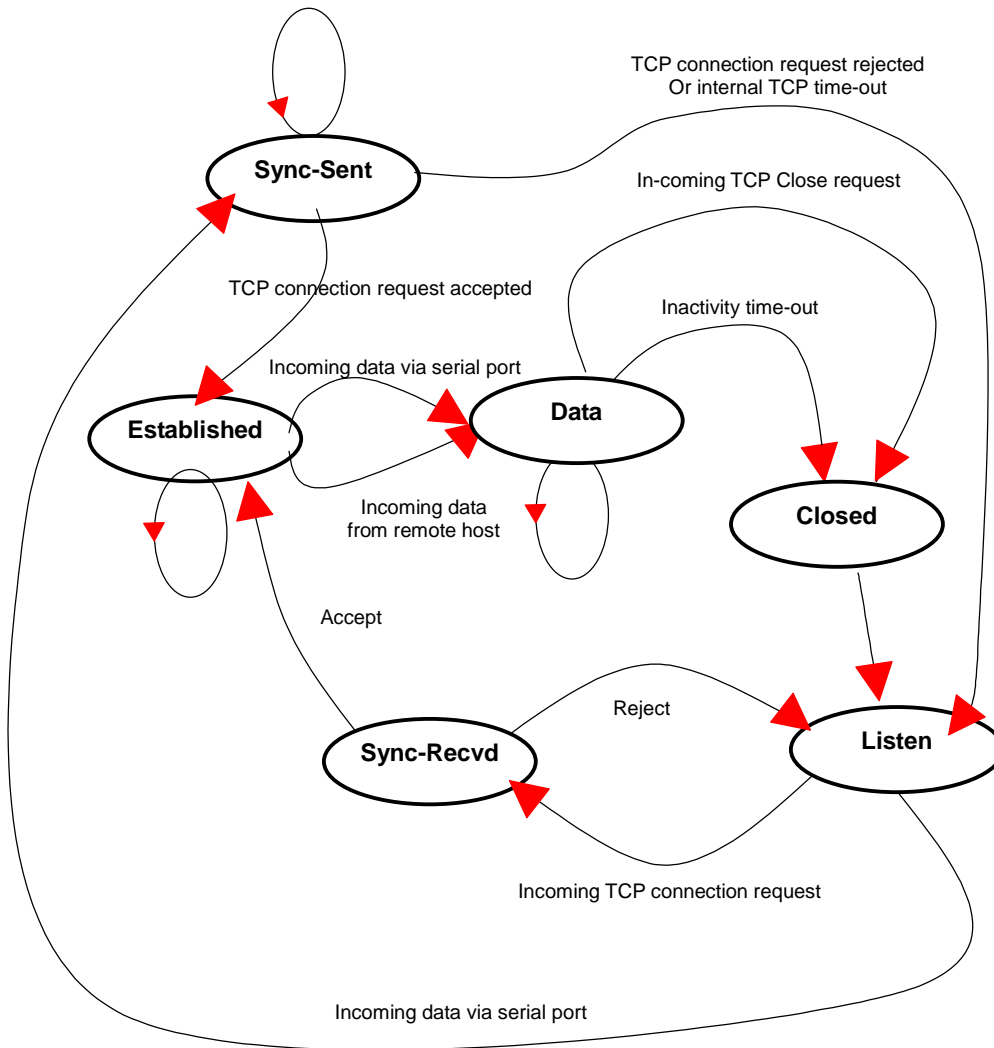 TCP connection request rejected
Or internal TCP time-out
Sync-Sent
In-coming TCP Close request
TCP connection request accepted
Inactivity time-out
Incoming data via serial port
Data
Established
Incoming data
from remote host
Closed
Accept
Reject
Sync-Recvd
Listen
Incoming TCP connection request
Incoming data via serial port